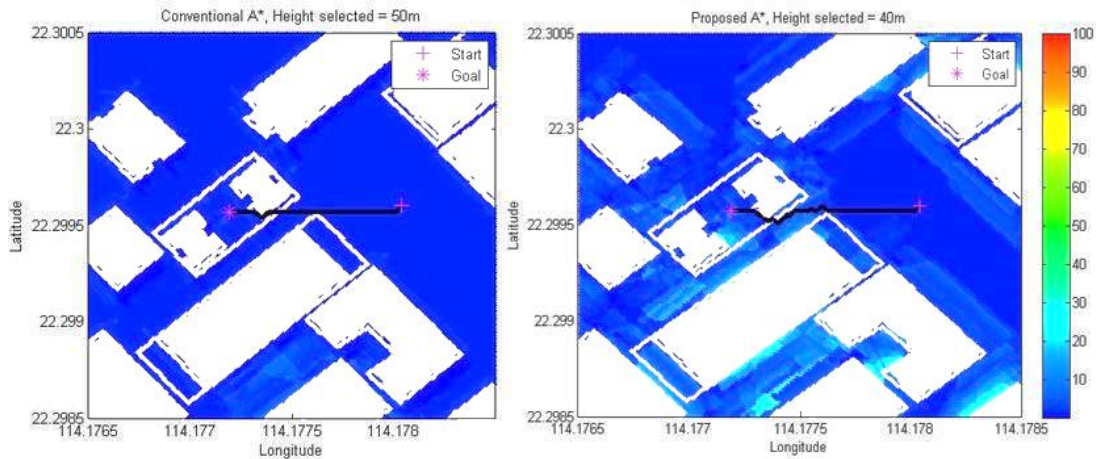 Conventional A*, Height selected = 50m
Start
Goal
22.3005
22.3
22.2995
22.299
22.2985
Latitude
114.1765
114.177
114.1775
114.178
Longitude
Proposed A*, Height selected = 40m
Start
Goal
22.3005
22.3
22.2995
22.299
22.2985
Latitude
114.1765
114.177
114.1775
114.178
114.1785
Longitude
100
90
80
70
60
50
40
30
20
10